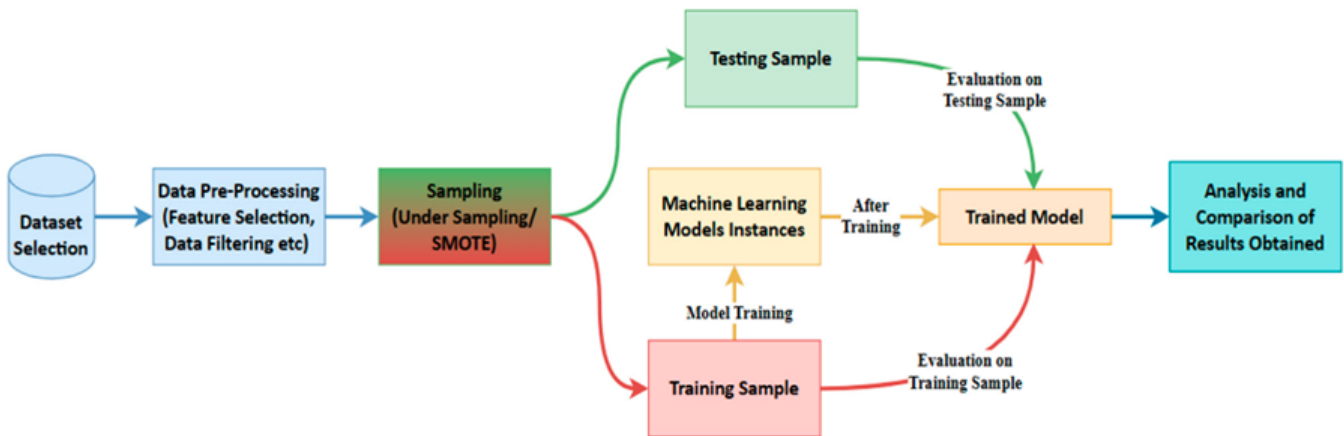 Dataset
Selection
Data Pre-Processing
(Feature Selection,
Data Filtering etc)
Sampling
(Under Sampling/
SMOTE)
Testing Sample
Evaluation on
Testing Sample
Machine Learning
Models Instances
After
Training
Trained Model
Analysis and
Comparison of
Results Obtained
Model Training
Training Sample
Evaluation on
Training Sample